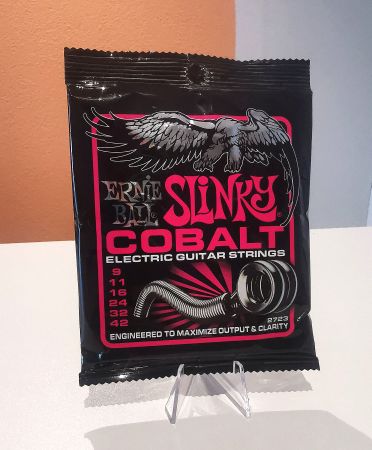 ERNIE
BALL
SLINKY
COBALT
ELECTRIC GUITAR STRINGS
9
11
16
24
32
42
2723
ENGINEERED TO MAXIMIZE OUTPUT & CLARITY